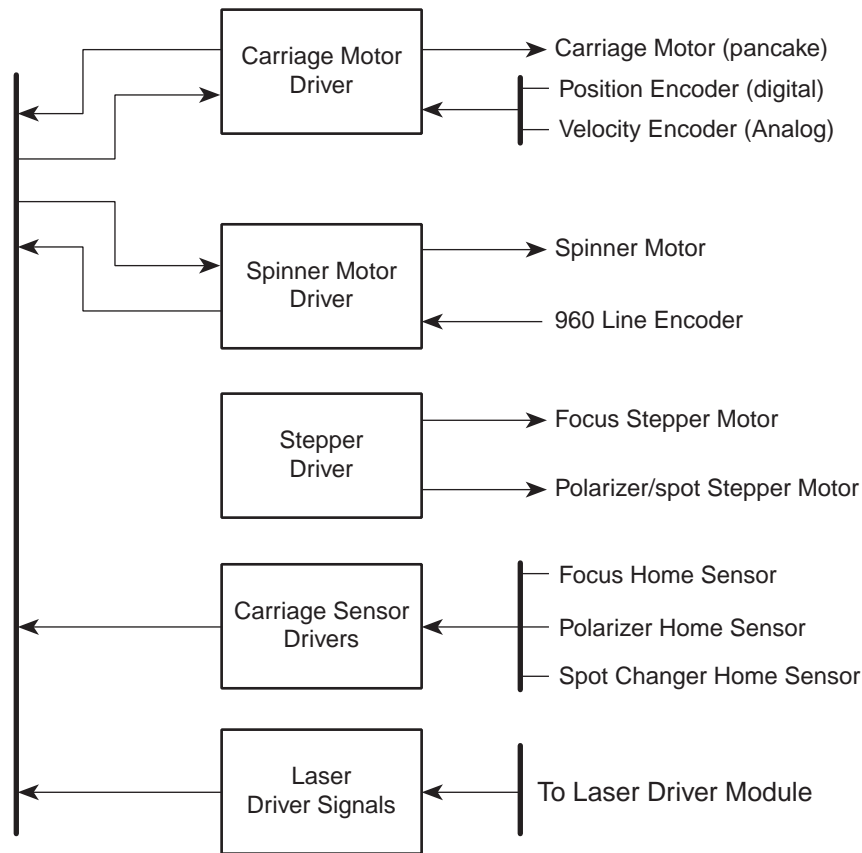 Carriage Motor
Driver
Carriage Motor (pancake)
Position Encoder (digital)
Velocity Encoder (Analog)
Spinner Motor
Driver
Spinner Motor
960 Line Encoder
Stepper
Driver
Focus Stepper Motor
Polarizer/spot Stepper Motor
Carriage Sensor
Drivers
Focus Home Sensor
Polarizer Home Sensor
Spot Changer Home Sensor
Laser
Driver Signals
To Laser Driver Module